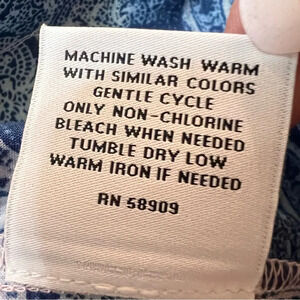 MACHINE WASH WARM
WITH SIMILAR COLORS
GENTLE CYCLE
ONLY NON-CHLORINE
BLEACH WHEN NEEDED
TUMBLE DRY LOW
WARM IRON IF NEEDED
RN 58909